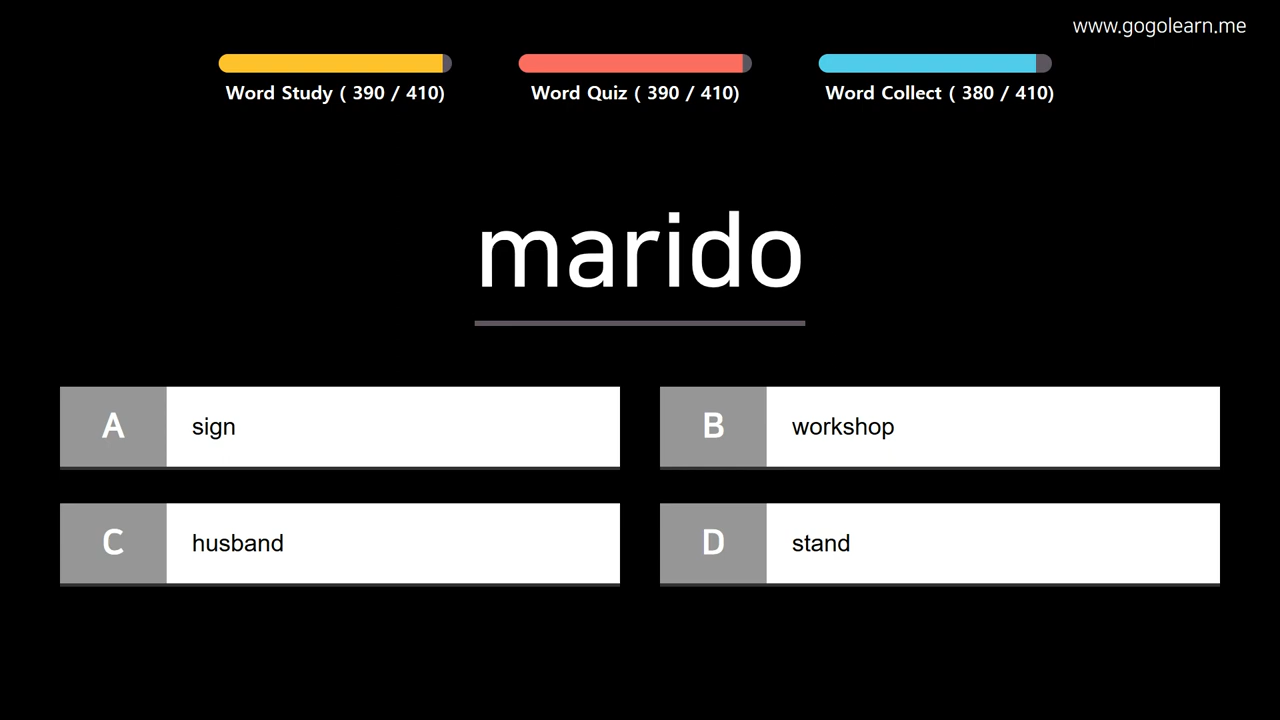 www.gogolearn.me
Word Study ( 390 / 410)
Word Quiz ( 390 / 410)
Word Collect ( 380 / 410)
marido
A sign
B workshop
C husband
D stand